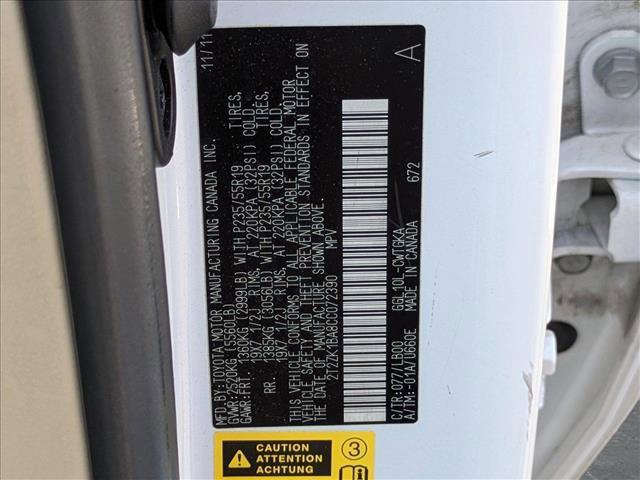 MFD.BY:TOYOTA MOTOR MANUFACTURING CANADA INC. 11/11
GVWR:2520KG(5560LB)
GAWR:FRT. 1360KG(2999LB) WITH P235/55R19 TIRES,
19X7 1/2J RIMS, AT 220KPA(32PSI) COLD.
RR. 1385KG(3056LB) WITH P235/55R19 TIRES,
19X7 1/2J RIMS, AT 220KPA(32PSI) COLD.
THIS VEHICLE CONFORMS TO ALL APPLICABLE FEDERAL MOTOR
VEHICLE SAFETY AND THEFT PREVENTION STANDARDS IN EFFECT ON
THE DATE OF MANUFACTURE SHOWN ABOVE.
2T2ZK1BA8CC072390 MPV
A
C/TR:077/LB00 GGL10L-CWTGKA 672
A/TM:-01A/U660E MADE IN CANADA
CAUTION
ATTENTION
ACHTUNG
3